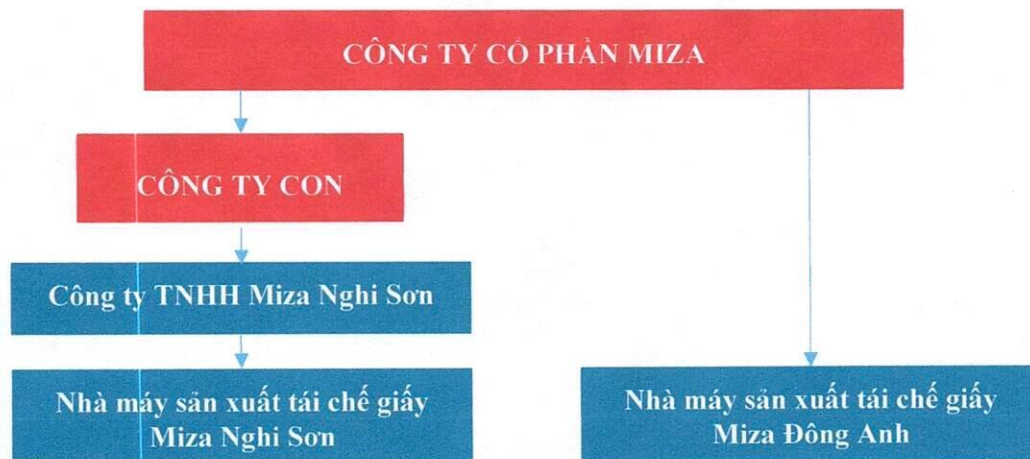 CÔNG TY CỔ PHẦN MIZA
CÔNG TY CON
Công ty TNHH Miza Nghi Sơn
Nhà máy sản xuất tái chế giấy
Miza Nghi Sơn
Nhà máy sản xuất tái chế giấy
Miza Đông Anh